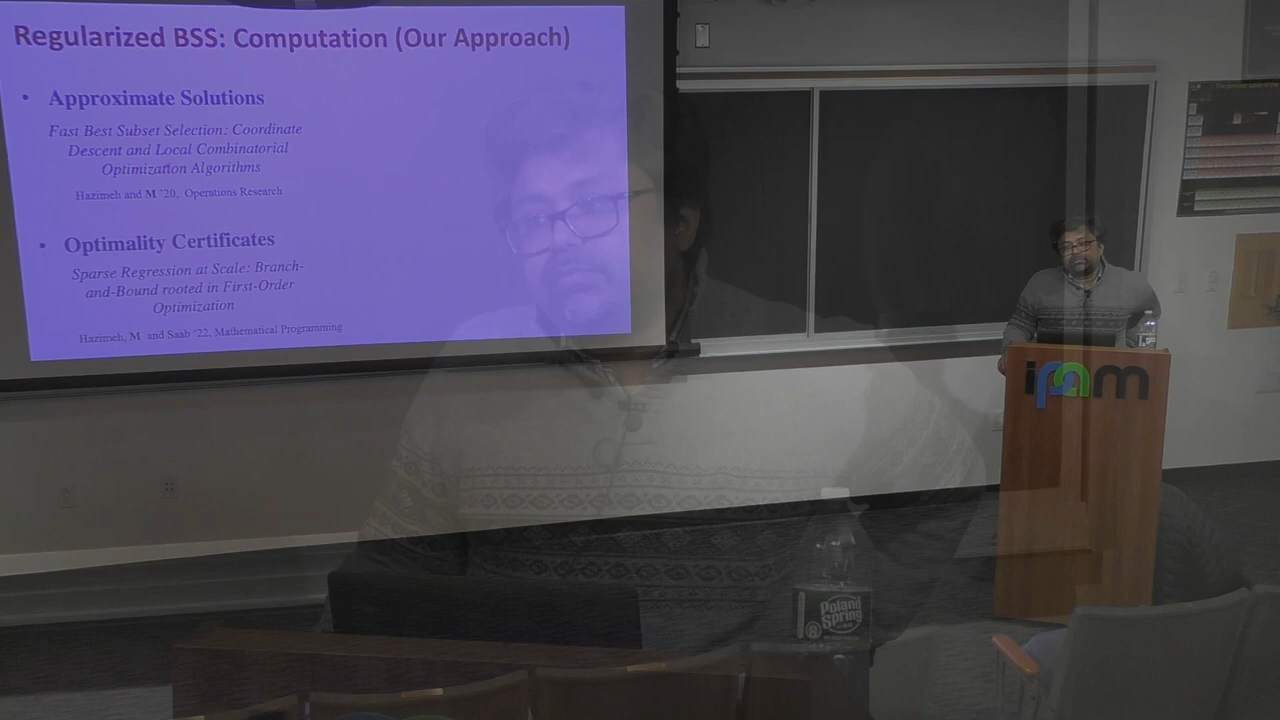 Regularized BSS: Computation (Our Approach)
• Approximate Solutions
Fast Best Subset Selection: Coordinate
Descent and Local Combinatorial
Optimization Algorithms
Hazimeh and M '20, Operations Research
• Optimality Certificates
Sparse Regression at Scale: Branch-
and-Bound rooted in First-Order
Optimization
Hazimeh, M and Saab '22, Mathematical Programming
ipam
Poland
Spring